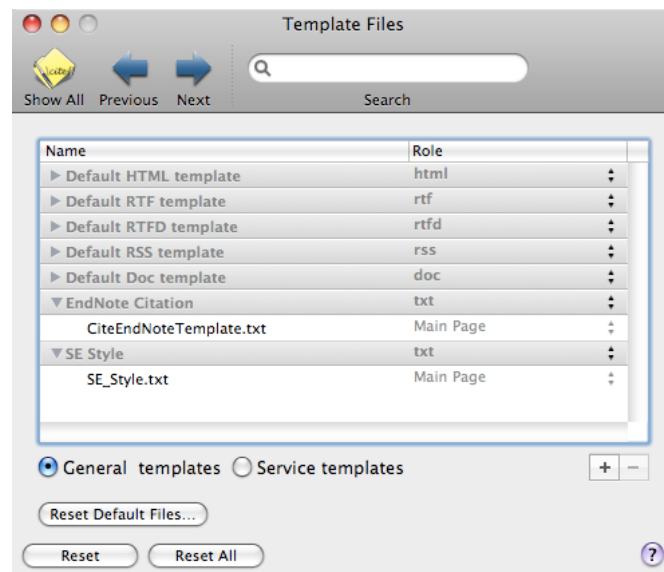 Template Files
\cite{}
Show All Previous Next Search
Name Role
Default HTML template html
Default RTF template rtf
Default RTFD template rtfd
Default RSS template rss
Default Doc template doc
EndNote Citation txt
CiteEndNoteTemplate.txt Main Page
SE Style txt
SE_Style.txt Main Page
General templates Service templates + −
Reset Default Files...
Reset Reset All ?